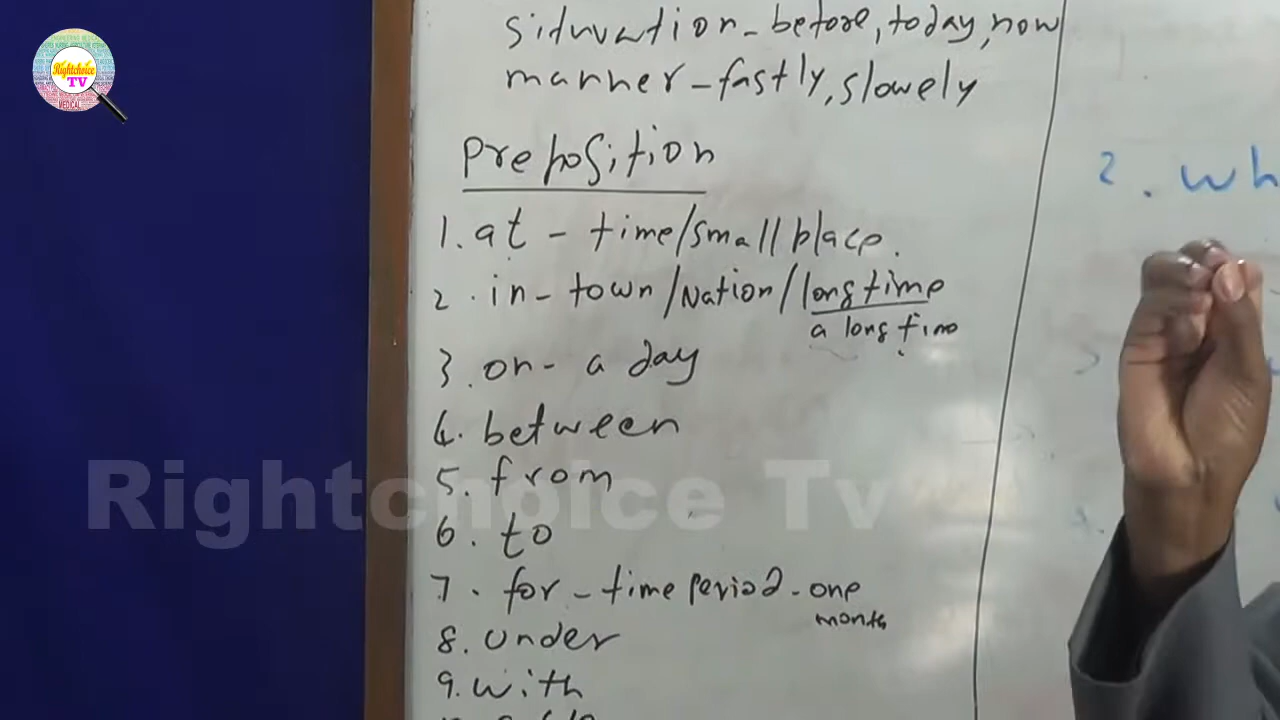 Rightchoice
TV
MEDICAL
situvation - before, today, now
manner - fastly, slowely
Preposition
1. at - time/small place.
2. in - town/Nation/long time
a long time
3. on - a day
4. between
5. from
6. to
7. for - time period - one
month
8. under
9. with
2. wh
Rightchoice Tv